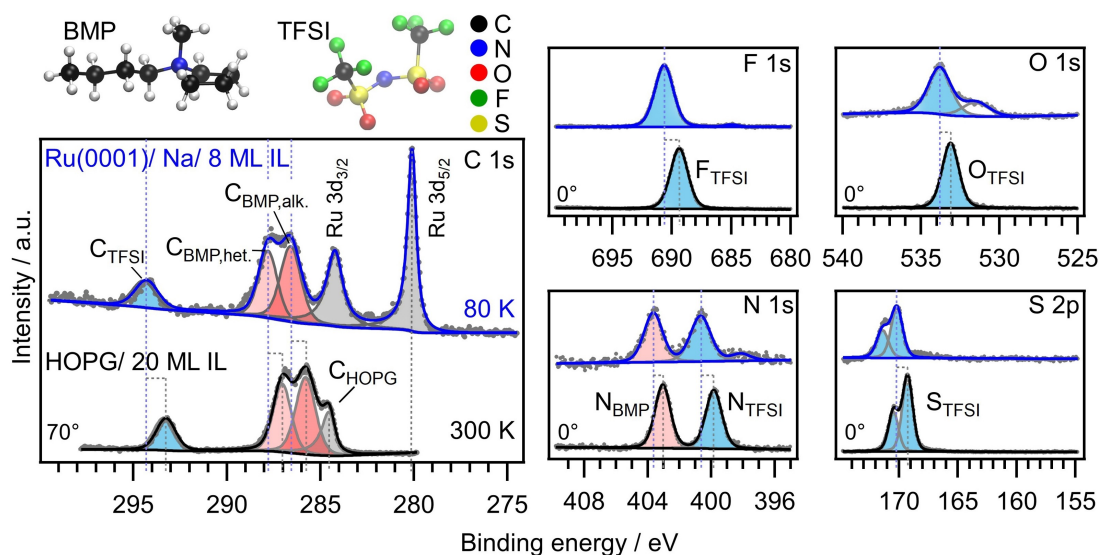 BMP
TFSI
C
N
O
F
S
Ru(0001)/ Na/ 8 ML IL
C 1s
C_TFSI
C_BMP,het.
C_BMP,alk.
Ru 3d_3/2
Ru 3d_5/2
80 K
HOPG/ 20 ML IL
C_HOPG
70°
300 K
295 290 285 280 275
Intensity / a.u.
F 1s
F_TFSI
0°
695 690 685 680
O 1s
O_TFSI
0°
540 535 530 525
N 1s
N_BMP
N_TFSI
0°
408 404 400 396
S 2p
S_TFSI
0°
170 165 160 155
Binding energy / eV